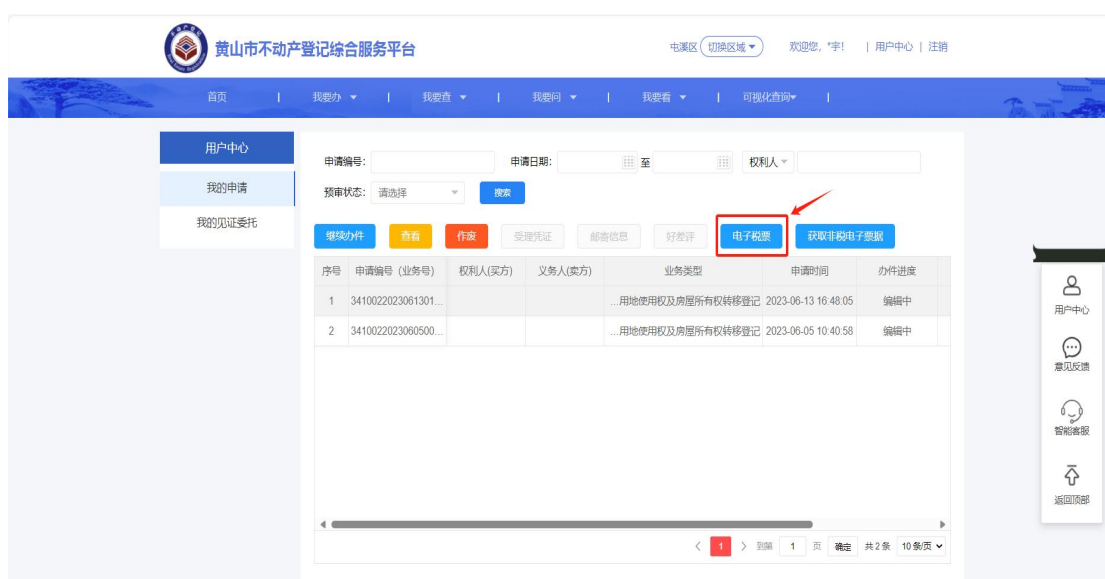 黄山市不动产登记综合服务平台
屯溪区 切换区域 欢迎您，*宇! | 用户中心 | 注销
首页 | 我要办 | 我要查 | 我要问 | 我要看 | 可视化查询 |
用户中心
我的申请
我的见证委托
申请编号: 申请日期: 至 权利人
预审状态: 请选择 搜索
继续办件 查看 作废 受理凭证 邮寄信息 好差评 电子税票 获取非税电子票据
序号 申请编号（业务号） 权利人(买方) 义务人(卖方) 业务类型 申请时间 办件进度
1 3410022023061301... ...用地使用权及房屋所有权转移登记 2023-06-13 16:48:05 编辑中
2 3410022023060500... ...用地使用权及房屋所有权转移登记 2023-06-05 10:40:58 编辑中
用户中心
意见反馈
智能客服
返回顶部
1 到第 1 页 确定 共2条 10条/页